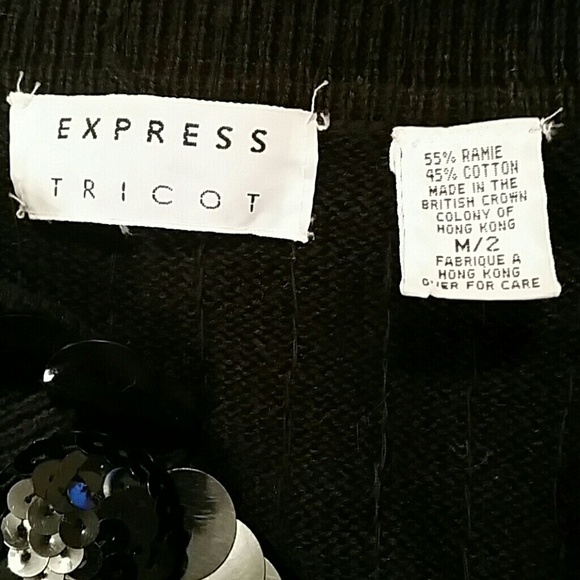 EXPRESS
TRICOT
55% RAMIE
45% COTTON
MADE IN THE
BRITISH CROWN
COLONY OF
HONG KONG
M/2
FABRIQUE A
HONG KONG
OVER FOR CARE